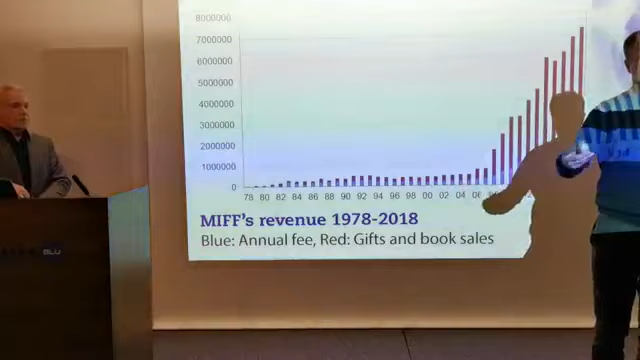 8000000
7000000
6000000
5000000
4000000
3000000
2000000
1000000
0
78 80 82 84 86 88 90 92 94 96 98 00 02 04 06
MIFF's revenue 1978-2018
Blue: Annual fee, Red: Gifts and book sales
BLU